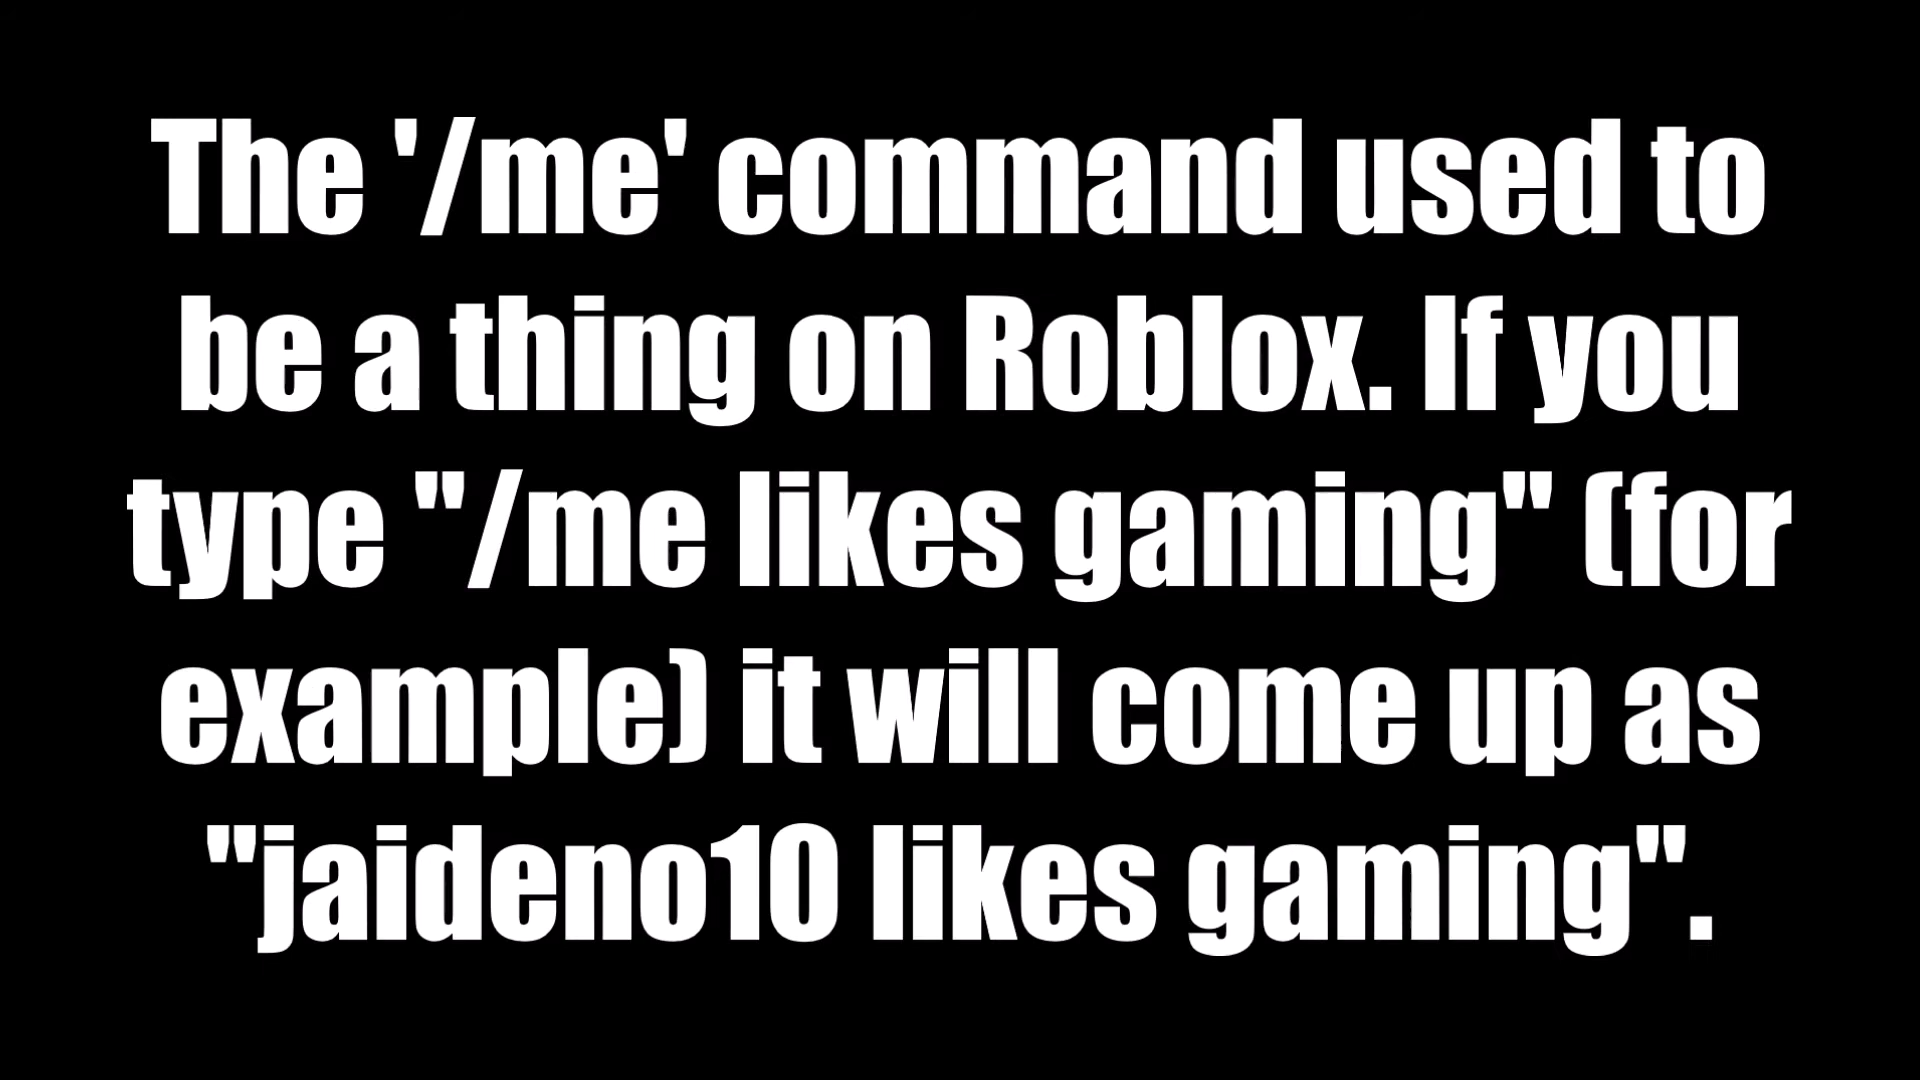 The '/me' command used to
be a thing on Roblox. If you
type "/me likes gaming" (for
example) it will come up as
"jaideno10 likes gaming".